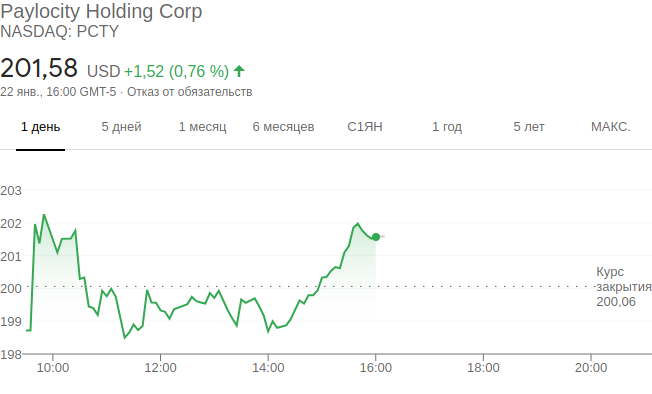 Paylocity Holding Corp
NASDAQ: PCTY
201,58 USD +1,52 (0,76 %)
22 янв., 16:00 GMT-5 · Отказ от обязательств
1 день 5 дней 1 месяц 6 месяцев С1ЯН 1 год 5 лет МАКС.
203
202
201
200
199
198
Курс
закрытия
200,06
10:00 12:00 14:00 16:00 18:00 20:00